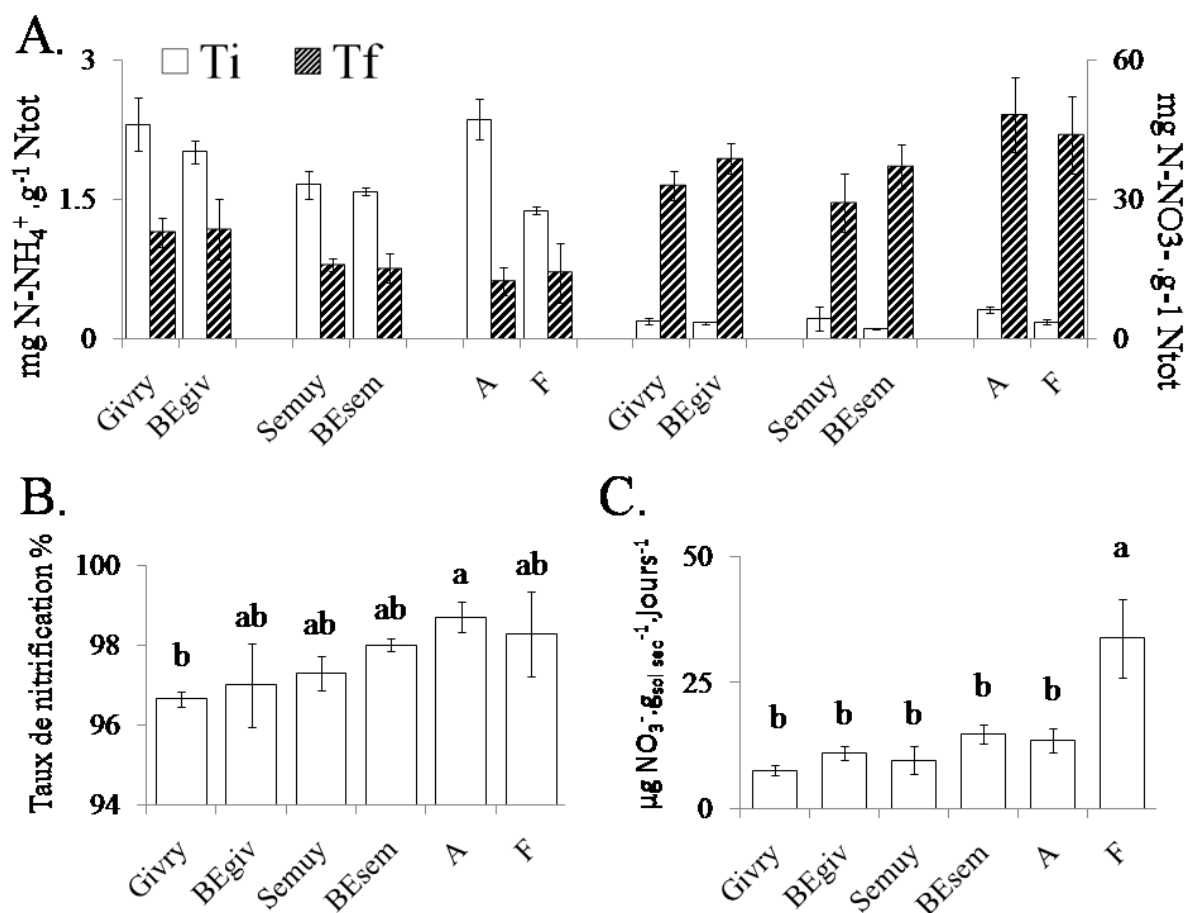 A.
Ti Tf
mg N-NH₄⁺.g⁻¹ Ntot
3
1.5
0
mg N-NO3-.g-1 Ntot
60
30
0
Givry BEgiv Semuy BEsem A F Givry BEgiv Semuy BEsem A F
B.
Taux de nitrification %
100
98
96
94
b ab ab ab a ab
Givry BEgiv Semuy BEsem A F
C.
µg NO₃⁻.g sol sec⁻¹.Jours⁻¹
50
25
0
b b b b b a
Givry BEgiv Semuy BEsem A F